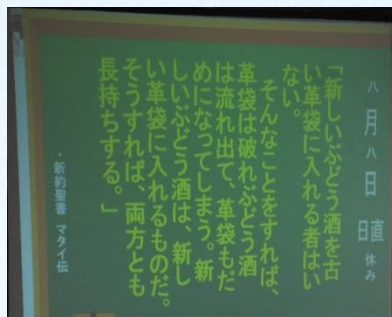 八月八日 直日 休み
「新しいぶどう酒を古
い革袋に入れる者はい
ない。
そんなことをすれば、
革袋は破れぶどう酒
は流れ出て、革袋もだ
めになってしまう。新
しいぶどう酒は、新し
い革袋に入れるものだ。
そうすれば、両方とも
長持ちする。」
・新約聖書 マタイ伝